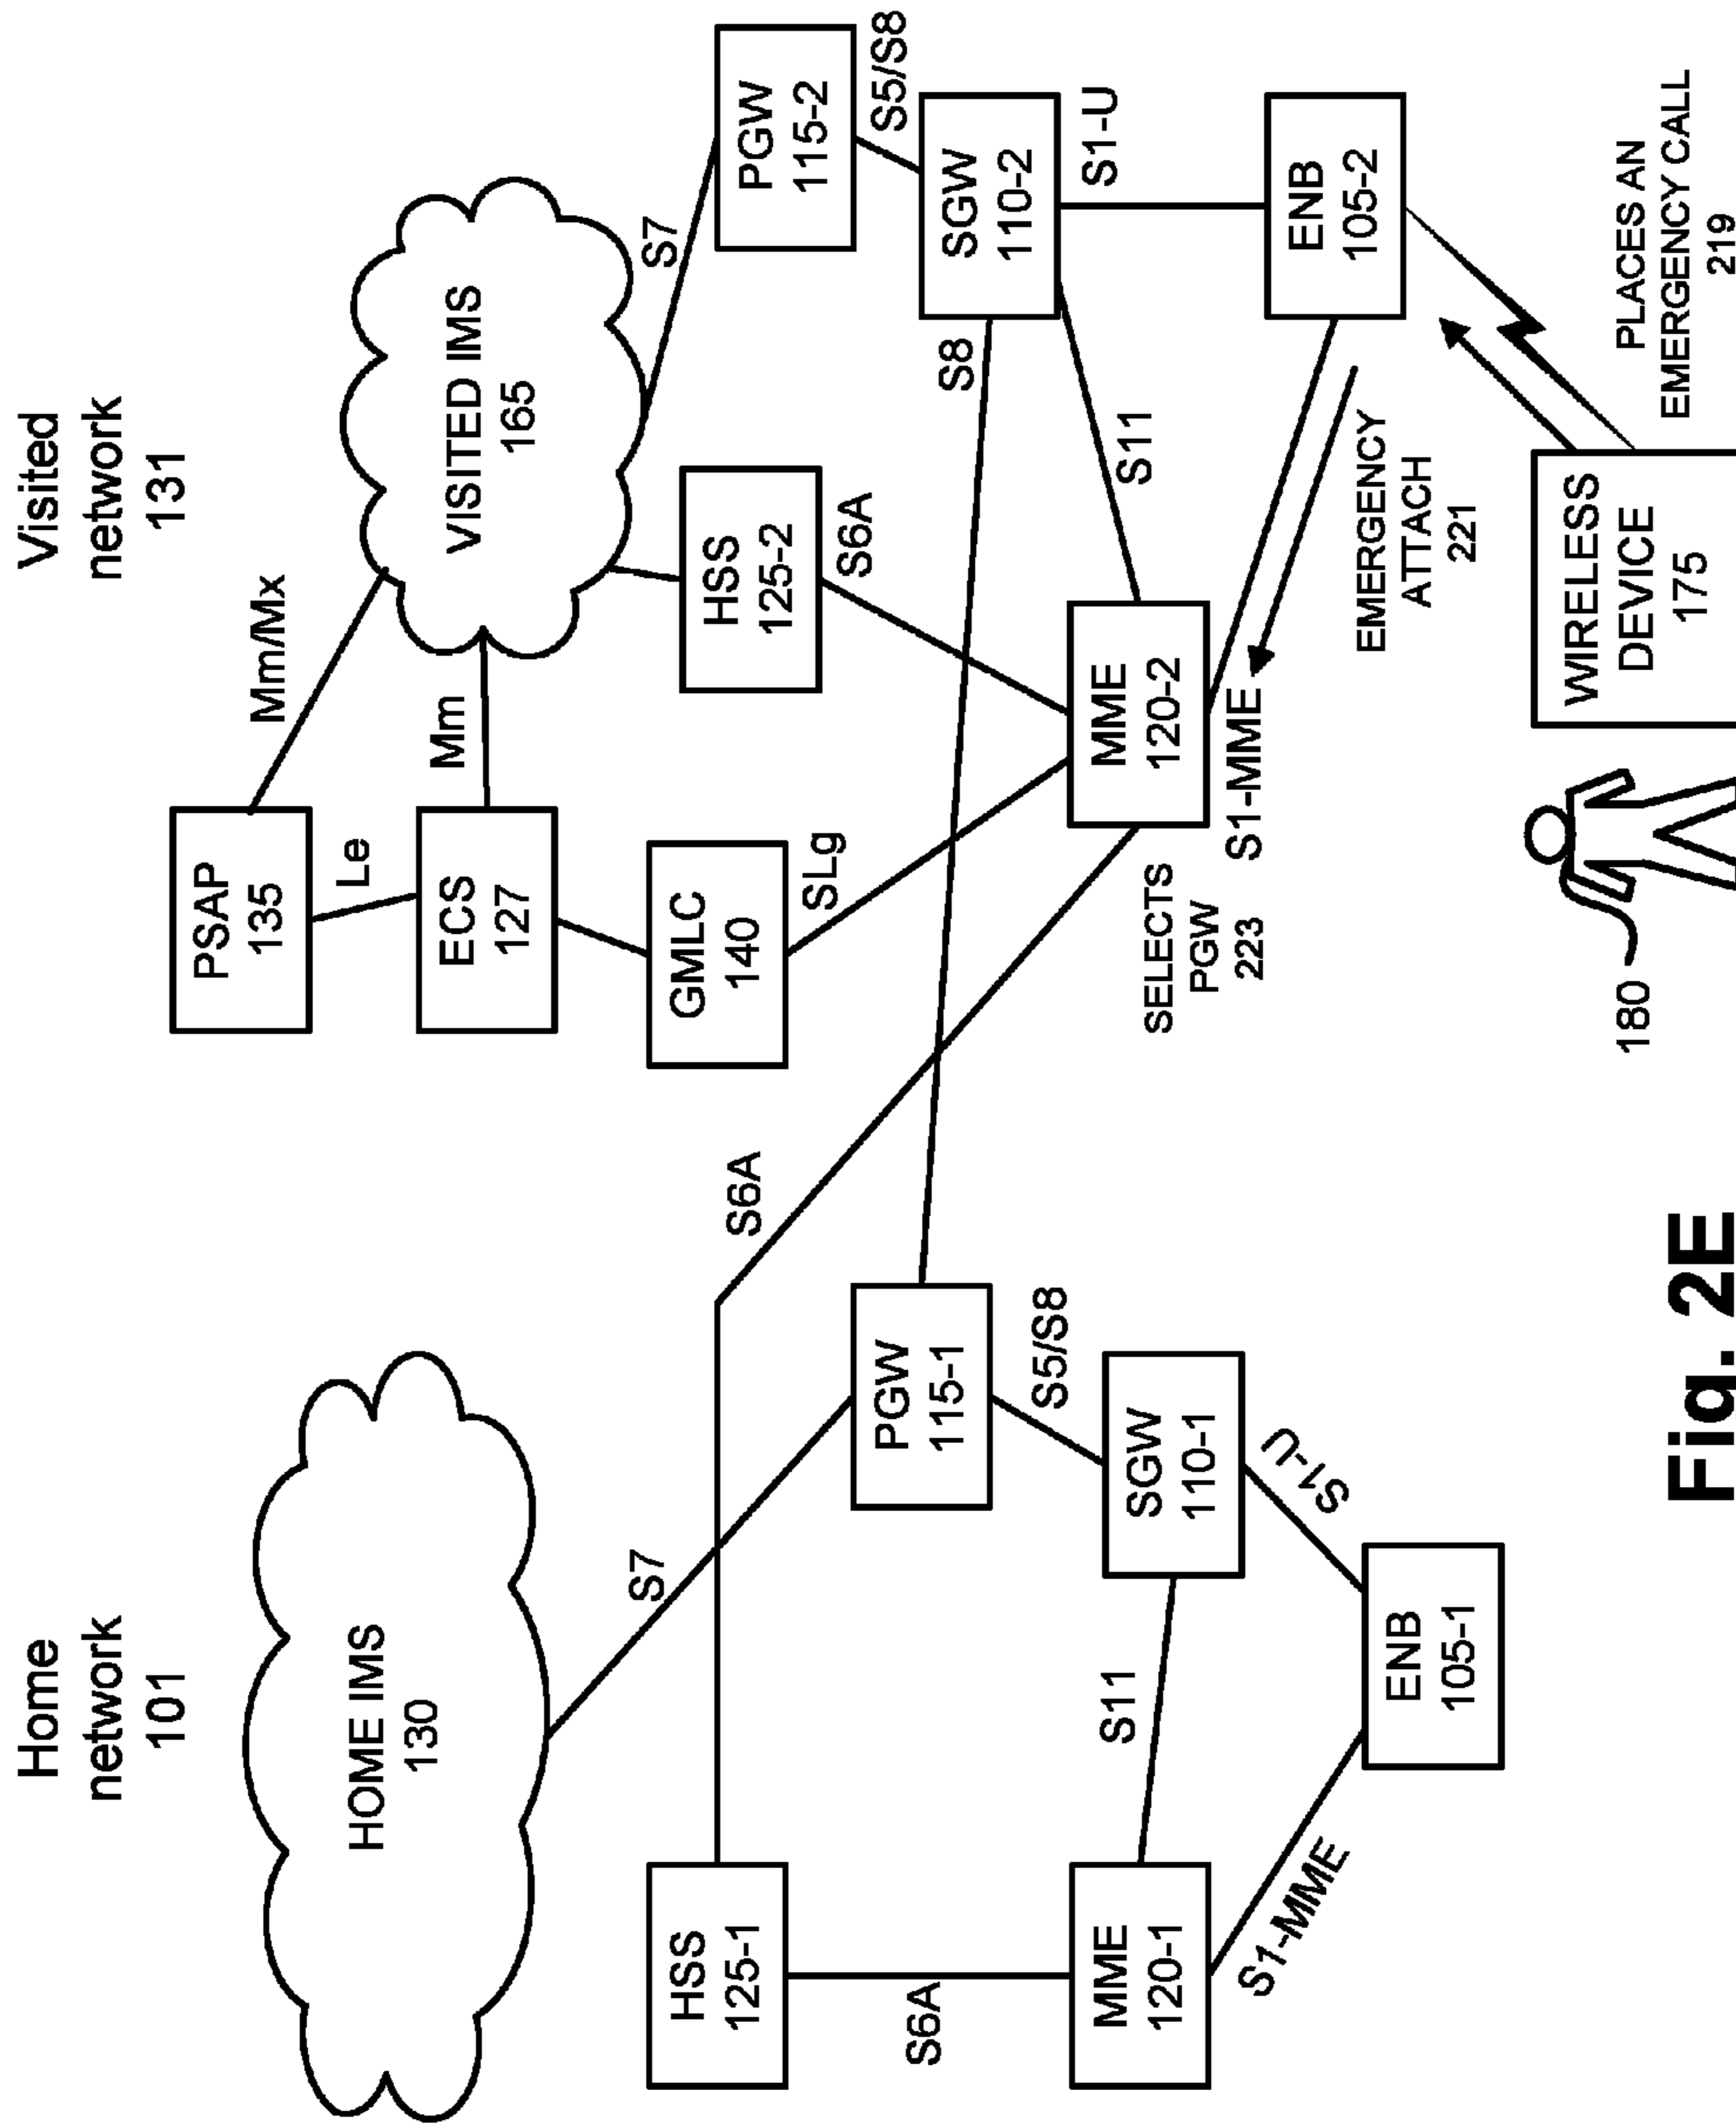 Home
network
101
Visited
network
131
HOME IMS
130
PSAP
135
Mm/Mx
Le
ECS
127
Mm
VISITED IMS
165
S7
S7
HSS
125-1
S6A
GMLC
140
SLg
HSS
125-2
S6A
PGW
115-2
S5/S8
PGW
115-1
S5/S8
S8
SGW
110-2
S1-U
S6A
MME
120-1
S11
SGW
110-1
S1-U
MME
120-2
S11
SELECTS
PGW
223
S1-MME
S1-MME
ENB
105-2
ENB
105-1
EMERGENCY
ATTACH
221
WIRELESS
DEVICE
175
PLACES AN
EMERGENCY CALL
219
180
Fig. 2E